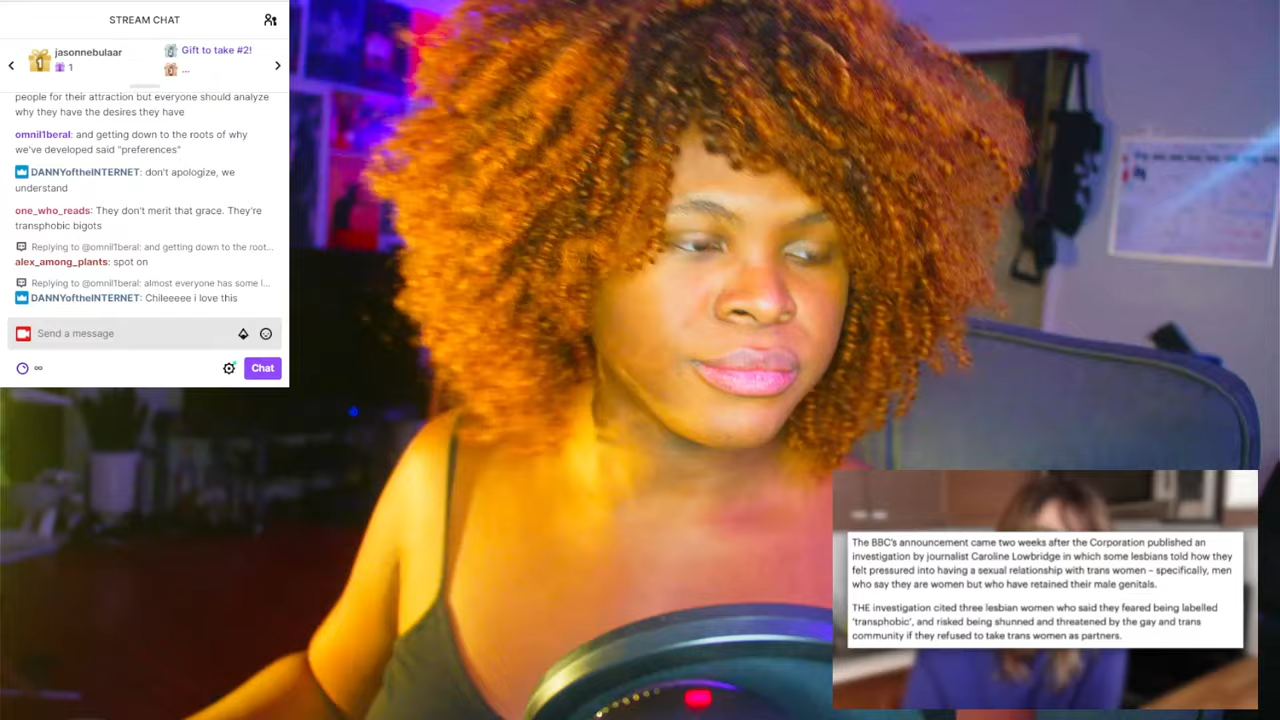 STREAM CHAT
jasonnebulaar
1
Gift to take #2!
...
people for their attraction but everyone should analyze
why they have the desires they have
omnil1beral: and getting down to the roots of why
we've developed said "preferences"
DANNYoftheINTERNET: don't apologize, we
understand
one_who_reads: They don't merit that grace. They're
transphobic bigots
Replying to @omnil1beral: and getting down to the root...
alex_among_plants: spot on
Replying to @omnil1beral: almost everyone has some i...
DANNYoftheINTERNET: Chileeeee i love this
Send a message
∞
Chat
The BBC's announcement came two weeks after the Corporation published an
investigation by journalist Caroline Lowbridge in which some lesbians told how they
felt pressured into having a sexual relationship with trans women – specifically, men
who say they are women but who have retained their male genitals.
THE investigation cited three lesbian women who said they feared being labelled
'transphobic', and risked being shunned and threatened by the gay and trans
community if they refused to take trans women as partners.